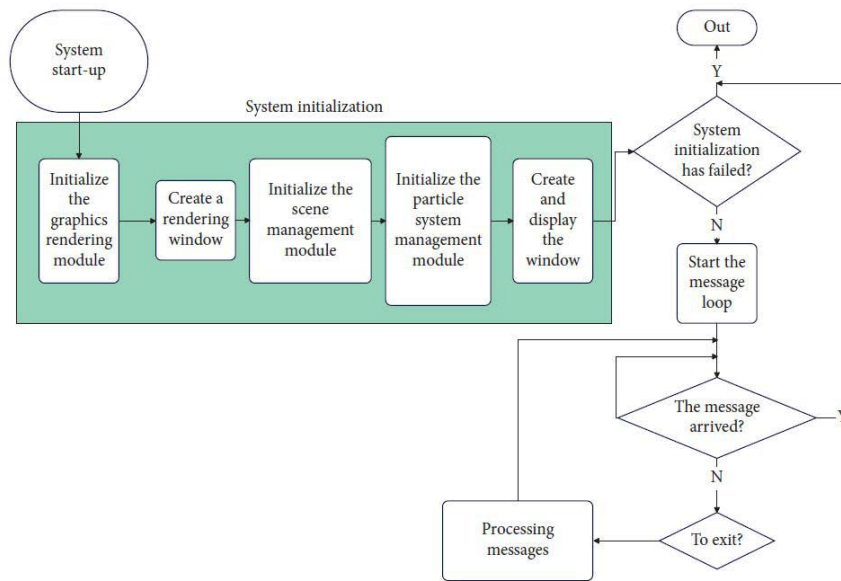 System
start-up
System initialization
Initialize
the
graphics
rendering
module
Create a
rendering
window
Initialize the
scene
management
module
Initialize the
particle
system
management
module
Create
and
display
the
window
Out
Y
System
initialization
has failed?
N
Start the
message
loop
The message
arrived?
Y
N
To exit?
Processing
messages